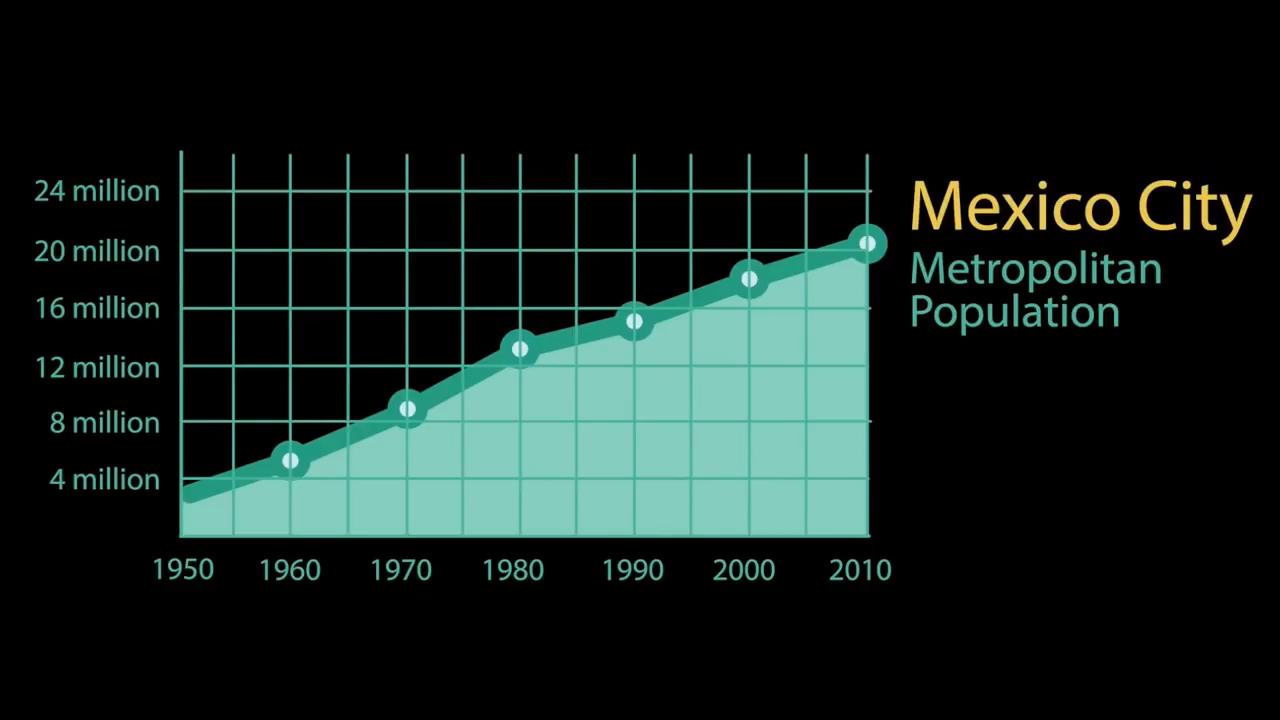 24 million
20 million
16 million
12 million
8 million
4 million
1950 1960 1970 1980 1990 2000 2010
Mexico City
Metropolitan
Population